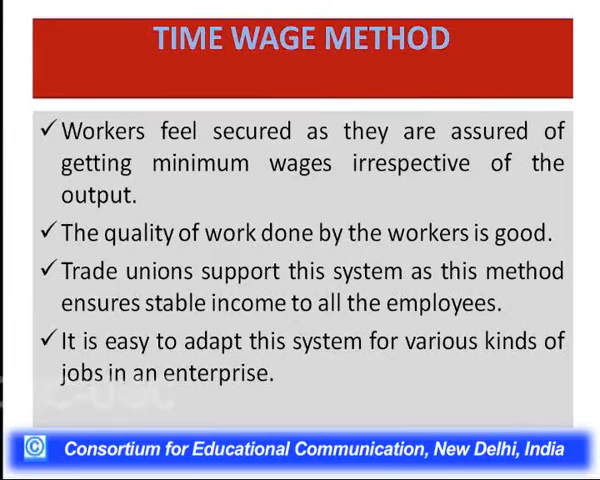 TIME WAGE METHOD
✓ Workers feel secured as they are assured of
getting minimum wages irrespective of the
output.
✓ The quality of work done by the workers is good.
✓ Trade unions support this system as this method
ensures stable income to all the employees.
✓ It is easy to adapt this system for various kinds of
jobs in an enterprise.
© Consortium for Educational Communication, New Delhi, India